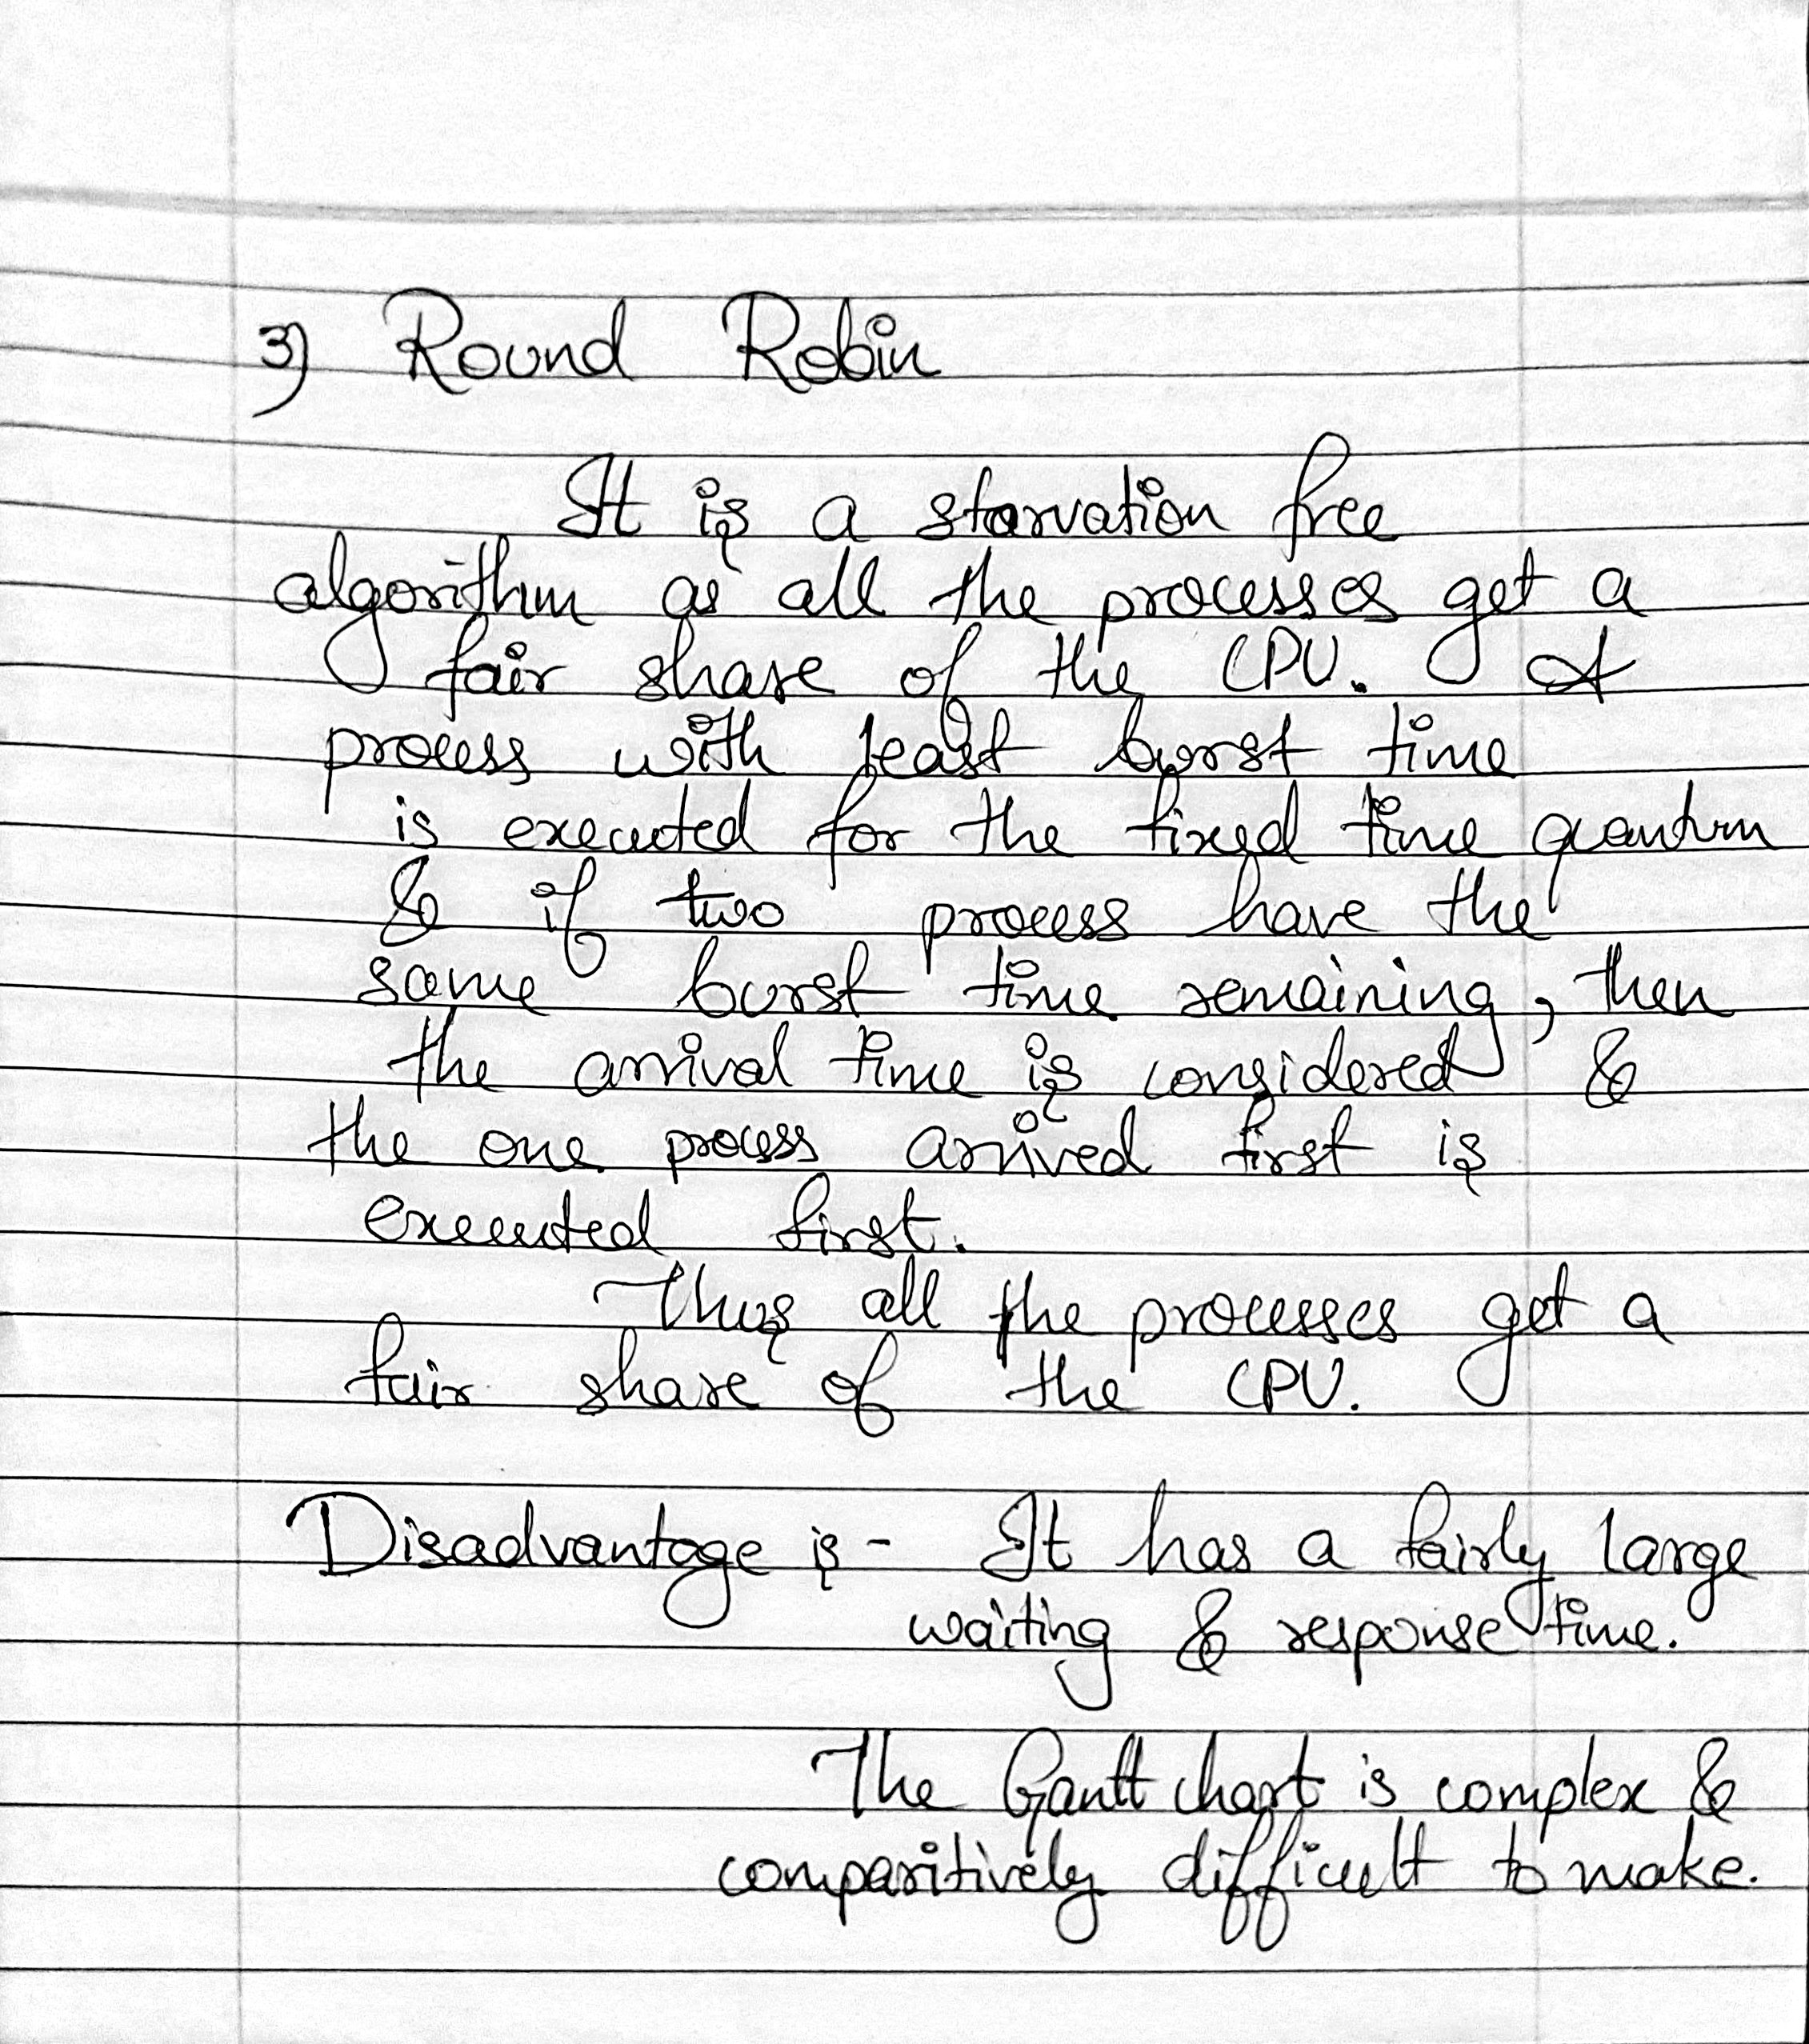 3) Round Robin
It is a starvation free
algorithm as all the processes get a
fair share of the CPU. A
process with least burst time
is executed for the fixed time quantum
& if two process have the
same burst time remaining, then
the arrival time is considered &
the one process arrived first is
executed first.
Thus all the processes get a
fair share of the CPU.
Disadvantage is - It has a fairly large
waiting & response time.
The Gantt chart is complex &
comparitively difficult to make.